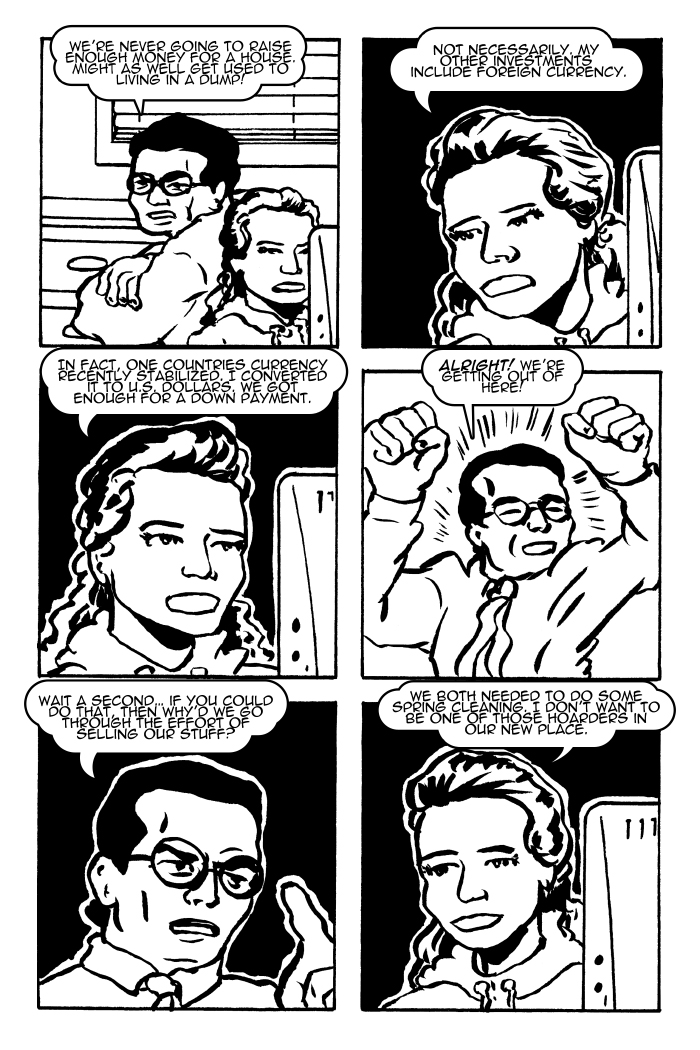 WE'RE NEVER GOING TO RAISE
ENOUGH MONEY FOR A HOUSE.
MIGHT AS WELL GET USED TO
LIVING IN A DUMP!
NOT NECESSARILY. MY
OTHER INVESTMENTS
INCLUDE FOREIGN CURRENCY.
IN FACT, ONE COUNTRIES CURRENCY
RECENTLY STABILIZED. I CONVERTED
IT TO U.S. DOLLARS. WE GOT
ENOUGH FOR A DOWN PAYMENT.
ALRIGHT! WE'RE
GETTING OUT OF
HERE!
WAIT A SECOND... IF YOU COULD
DO THAT, THEN WHY'D WE GO
THROUGH THE EFFORT OF
SELLING OUR STUFF?
WE BOTH NEEDED TO DO SOME
SPRING CLEANING. I DON'T WANT TO
BE ONE OF THOSE HOARDERS IN
OUR NEW PLACE.